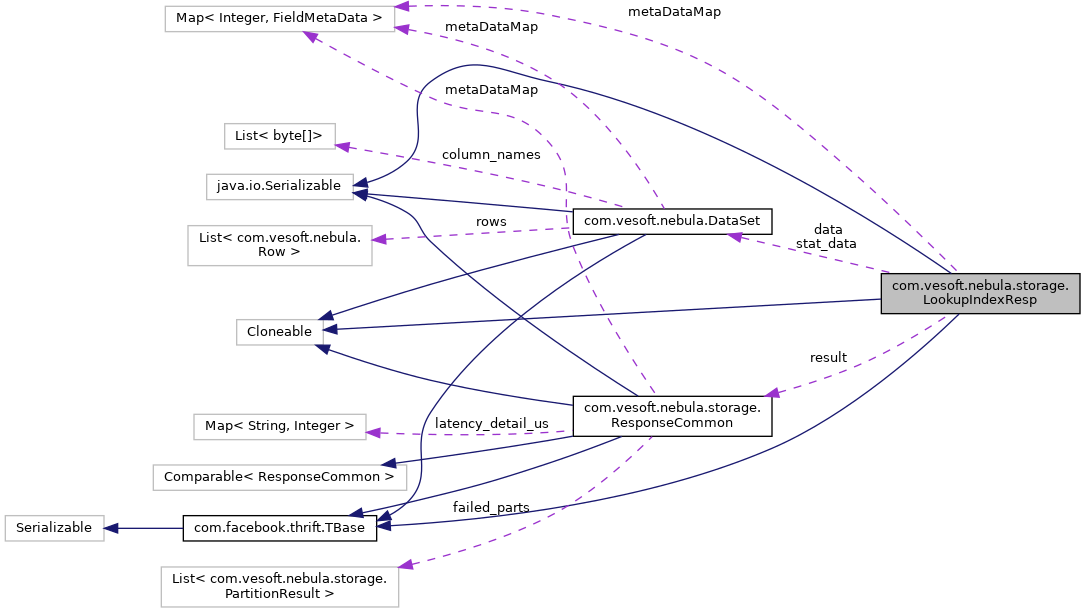 Map< Integer, FieldMetaData >
metaDataMap
metaDataMap
metaDataMap
List< byte[]>
column_names
java.io.Serializable
com.vesoft.nebula.DataSet
rows
List< com.vesoft.nebula.
Row >
data
stat_data
com.vesoft.nebula.storage.
LookupIndexResp
Cloneable
result
com.vesoft.nebula.storage.
ResponseCommon
Map< String, Integer >
latency_detail_us
Comparable< ResponseCommon >
failed_parts
Serializable
com.facebook.thrift.TBase
List< com.vesoft.nebula.storage.
PartitionResult >